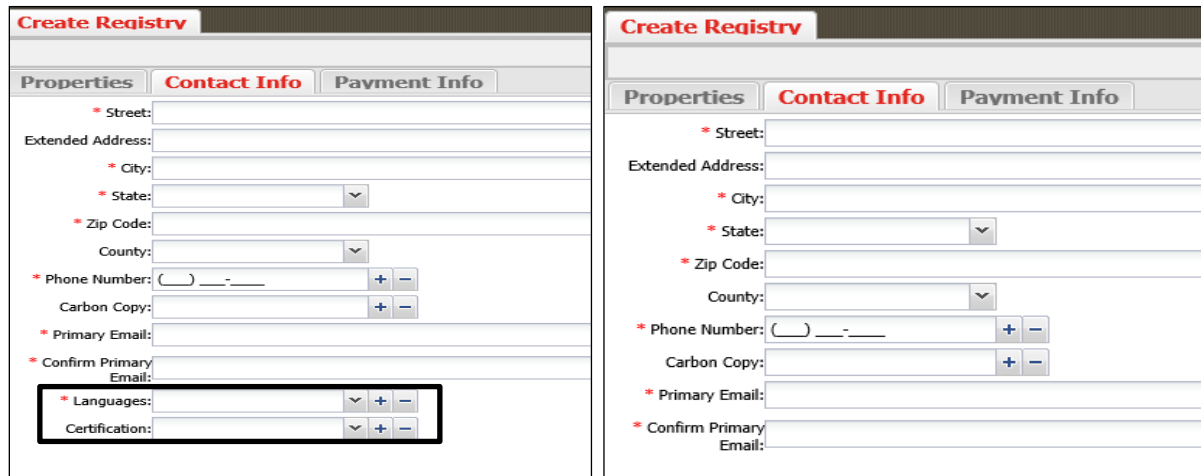 Create Registry
Properties Contact Info Payment Info
* Street:
Extended Address:
* City:
* State:
* Zip Code:
County:
* Phone Number: (___) ___-____ + −
Carbon Copy: + −
* Primary Email:
* Confirm Primary
Email:
* Languages: + −
Certification: + −
Create Registry
Properties Contact Info Payment Info
* Street:
Extended Address:
* City:
* State:
* Zip Code:
County:
* Phone Number: (___) ___-____ + −
Carbon Copy: + −
* Primary Email:
* Confirm Primary
Email: